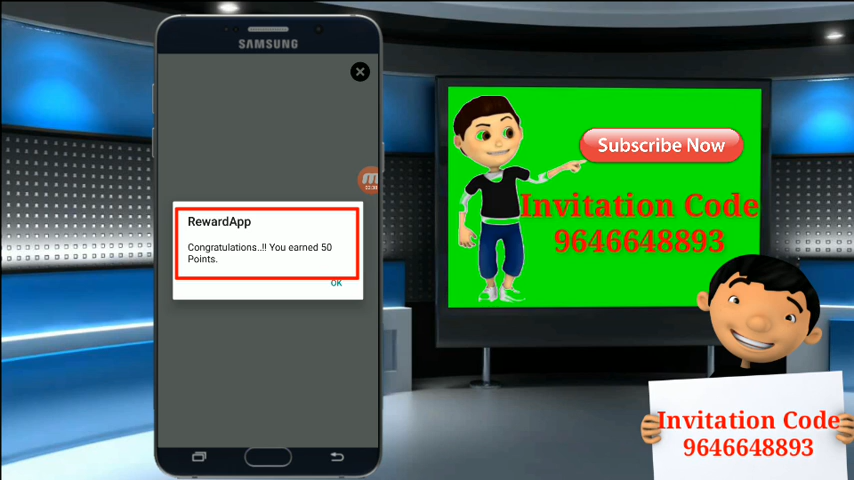 SAMSUNG
RewardApp
Congratulations..!! You earned 50
Points.
OK
Subscribe Now
Invitation Code
9646648893
Invitation Code
9646648893